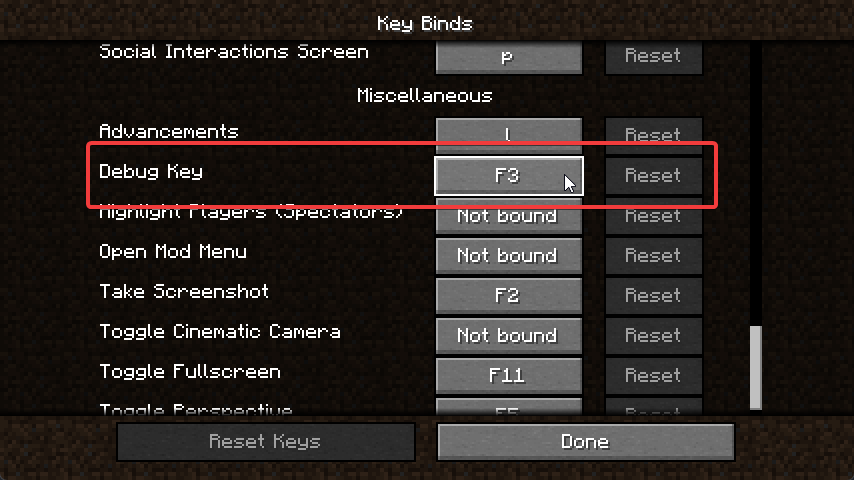 Key Binds
Social Interactions Screen p Reset
Miscellaneous
Advancements l Reset
Debug Key F3 Reset
Highlight Players (Spectators) Not bound Reset
Open Mod Menu Not bound Reset
Take Screenshot F2 Reset
Toggle Cinematic Camera Not bound Reset
Toggle Fullscreen F11 Reset
Toggle Perspective F5 Reset
Reset Keys Done